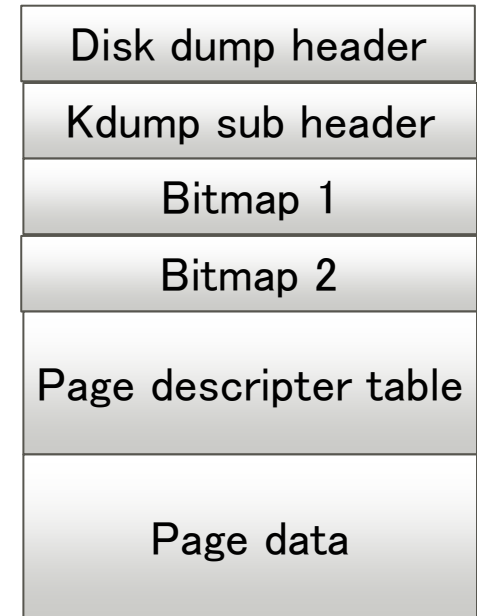 Disk dump header
Kdump sub header
Bitmap 1
Bitmap 2
Page descripter table
Page data